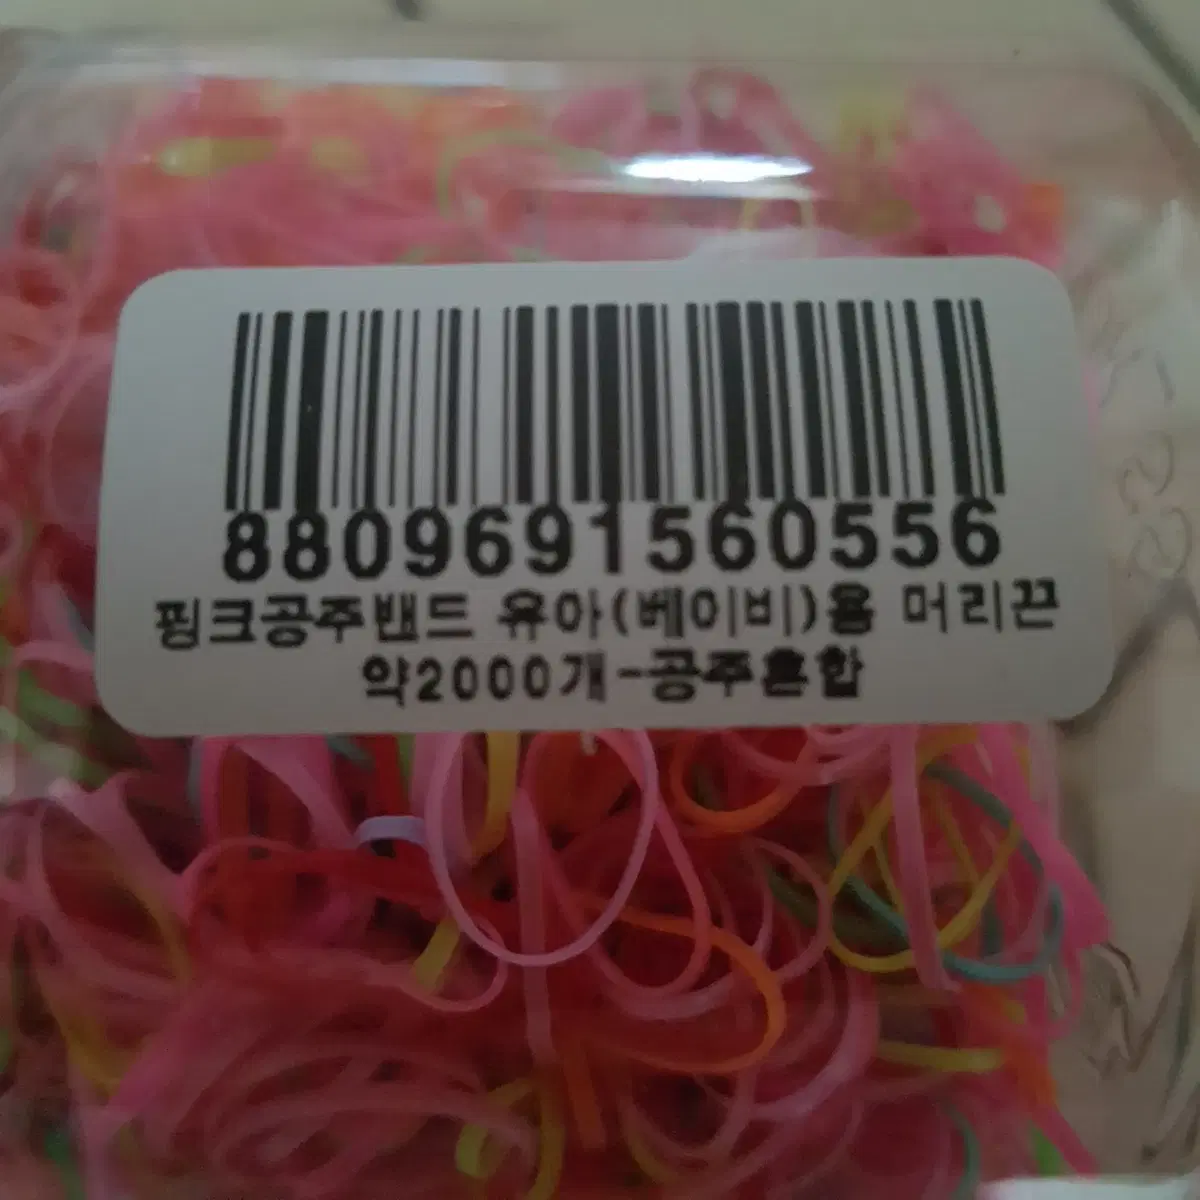 8809691560556
핑크공주밴드 유아(베이비)용 머리끈
약2000개-공주혼합